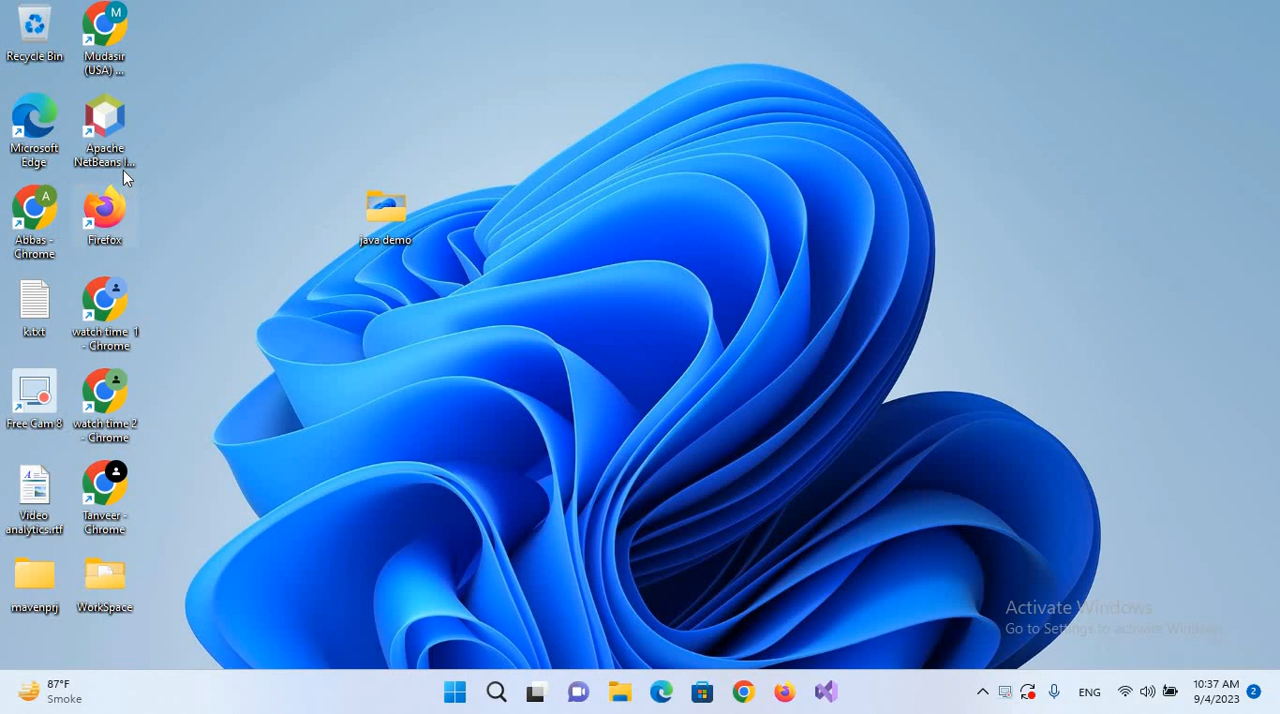 Recycle Bin
Mudasir
(USA) ...
Microsoft
Edge
Apache
NetBeans I...
Abbas -
Chrome
Firefox
java demo
k.txt
watch time 1
- Chrome
Free Cam 8
watch time 2
- Chrome
Video
analytics.rtf
Tanveer -
Chrome
mavenprj
WorkSpace
M
A
Activate Windows
Go to Settings to activate Windows.
87°F
Smoke
ENG
10:37 AM
9/4/2023
2